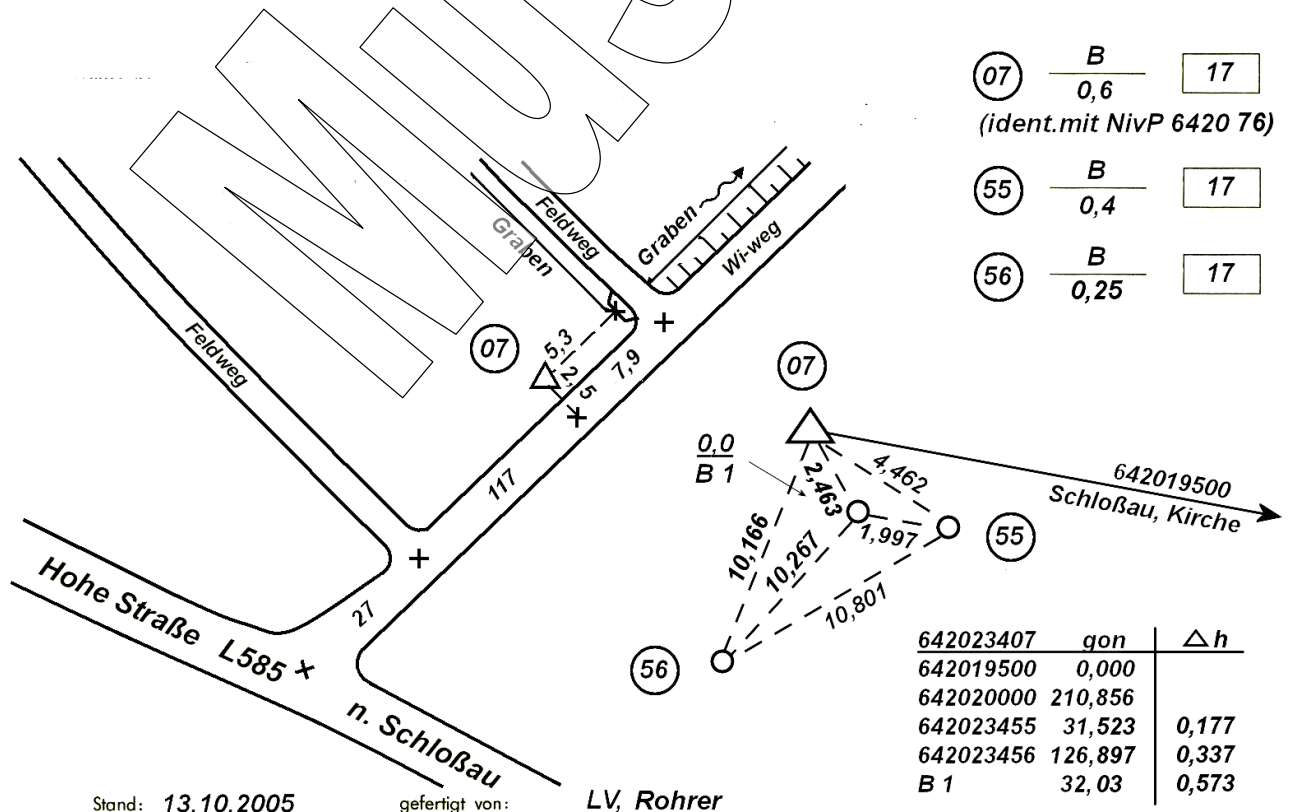 Mus
07 B 17
0,6
(ident.mit NivP 6420 76)
55 B 17
0,4
56 B 17
0,25
Feldweg
Graben
Graben
Wi-weg
Feldweg
07
5,3
2,5
7,9
117
27
Hohe Straße L585
n. Schloßau
07
0,0
B 1
2,463
4,462
642019500
Schloßau, Kirche
1,997
55
10,166
10,267
10,801
56
642023407 gon △h
642019500 0,000
642020000 210,856
642023455 31,523 0,177
642023456 126,897 0,337
B 1 32,03 0,573
Stand: 13.10.2005 gefertigt von: LV, Rohrer